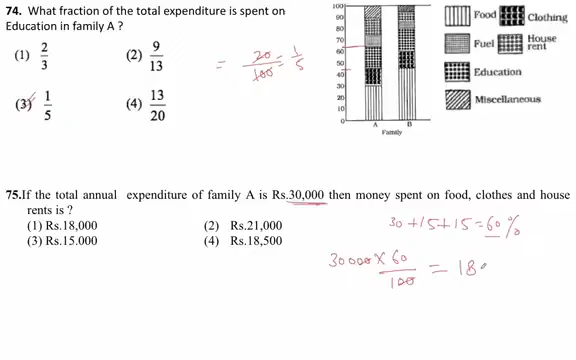 74. What fraction of the total expenditure is spent on
Education in family A ?
(1) 2/3 (2) 9/13
(3) 1/5 (4) 13/20
= 20/100 = 1/5
100
90
80
70
60
50
40
30
20
10
0
A B
Family
Food Clothing
Fuel House rent
Education
Miscellaneous
75.If the total annual expenditure of family A is Rs.30,000 then money spent on food, clothes and house
rents is ?
(1) Rs.18,000 (2) Rs.21,000
(3) Rs.15.000 (4) Rs.18,500
30+15+15=60%
30000 × 60/100 = 18